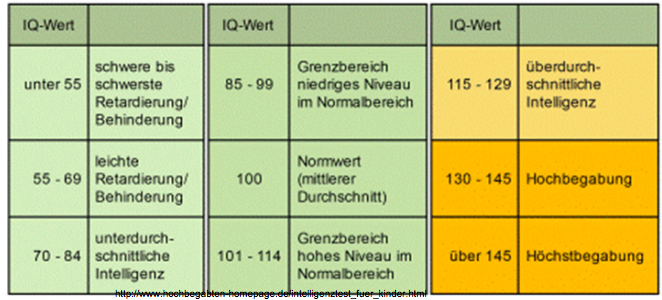 IQ-Wert
unter 55
schwere bis
schwerste
Retardierung/
Behinderung
55 - 69
leichte
Retardierung/
Behinderung
70 - 84
unterdurch-
schnittliche
Intelligenz
IQ-Wert
85 - 99
Grenzbereich
niedriges Niveau
im Normalbereich
100
Normwert
(mittlerer
Durchschnitt)
101 - 114
Grenzbereich
hohes Niveau im
Normalbereich
IQ-Wert
115 - 129
überdurch-
schnittliche
Intelligenz
130 - 145
Hochbegabung
über 145
Höchstbegabung
http://www.hochbegabten-homepage.de/intelligenztest_fuer_kinder.html